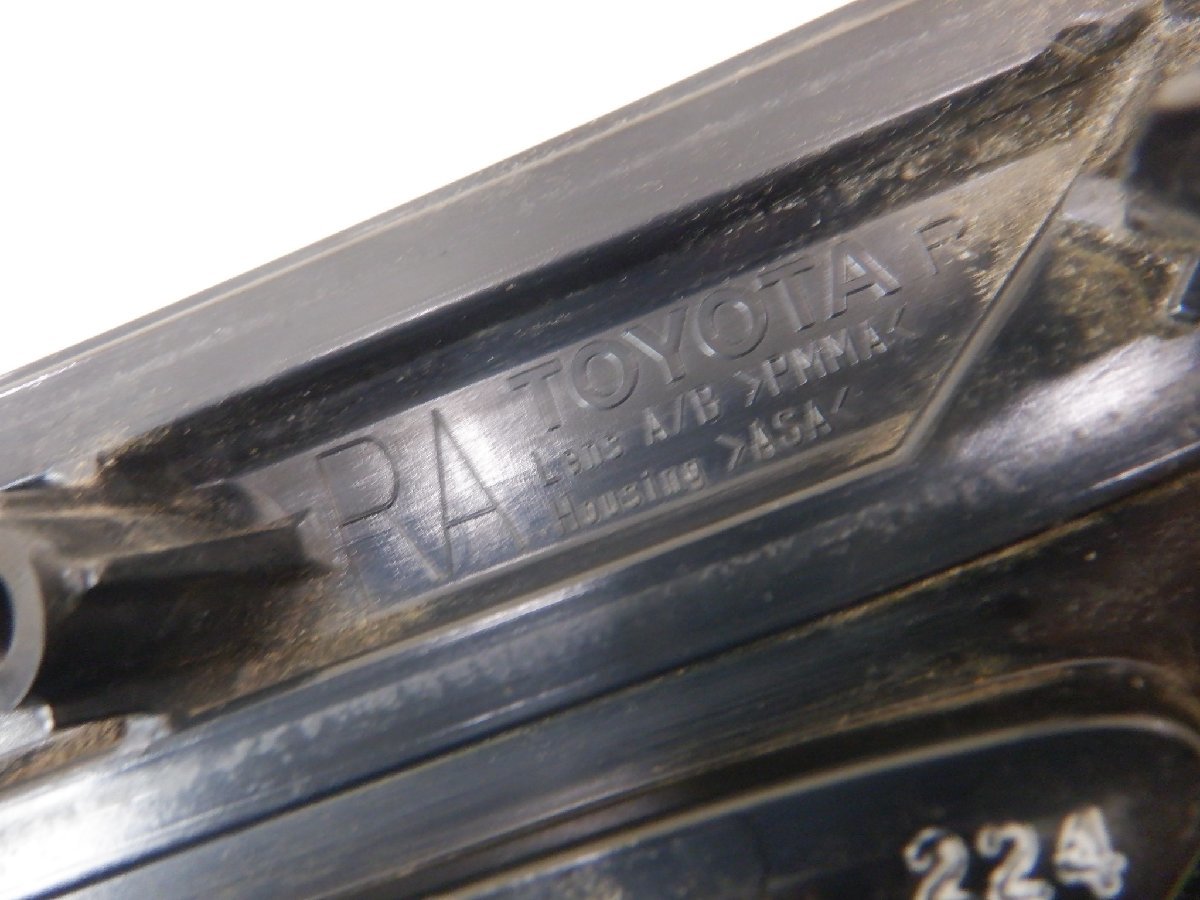 TOYOTA R
RA
Lens A/B >PMMA<
Housing >ASA<
224